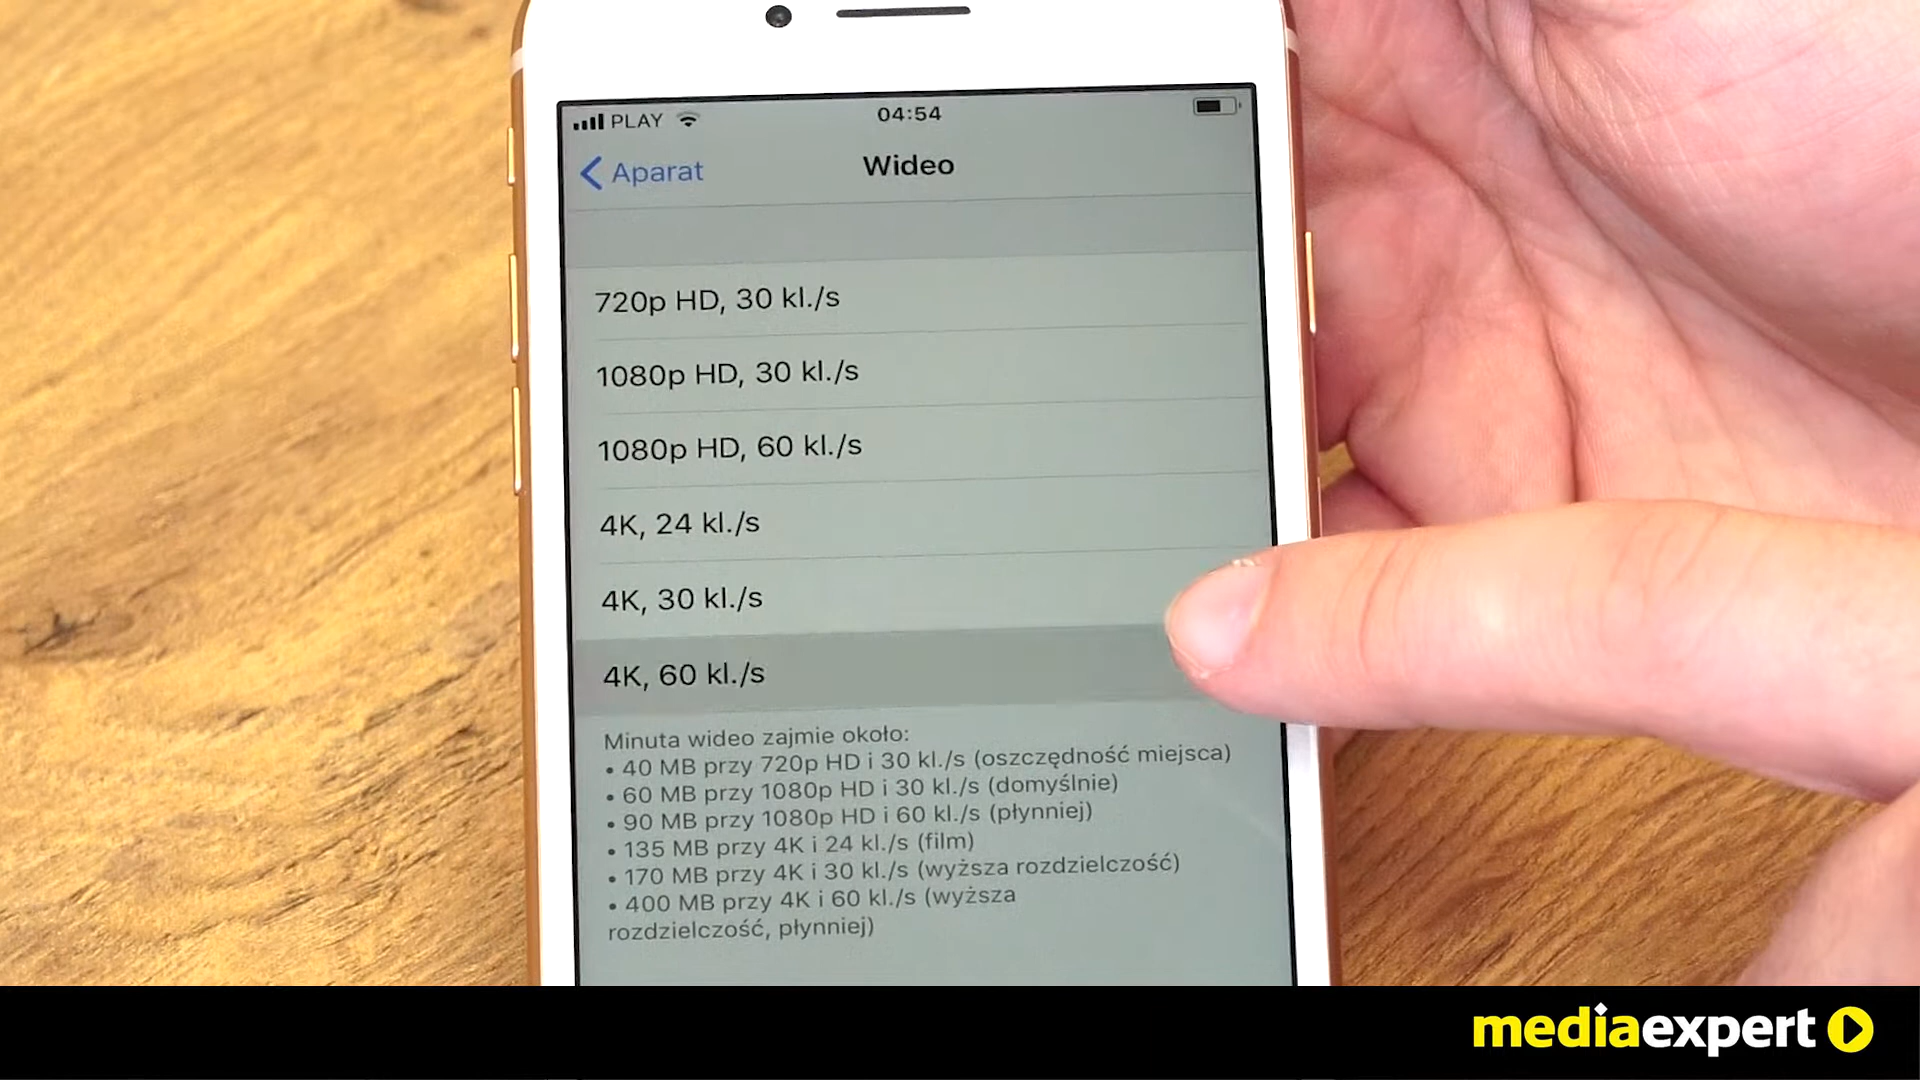 PLAY
04:54
Aparat
Wideo
720p HD, 30 kl./s
1080p HD, 30 kl./s
1080p HD, 60 kl./s
4K, 24 kl./s
4K, 30 kl./s
4K, 60 kl./s
Minuta wideo zajmie około:
• 40 MB przy 720p HD i 30 kl./s (oszczędność miejsca)
• 60 MB przy 1080p HD i 30 kl./s (domyślnie)
• 90 MB przy 1080p HD i 60 kl./s (płynniej)
• 135 MB przy 4K i 24 kl./s (film)
• 170 MB przy 4K i 30 kl./s (wyższa rozdzielczość)
• 400 MB przy 4K i 60 kl./s (wyższa
rozdzielczość, płynniej)
mediaexpert